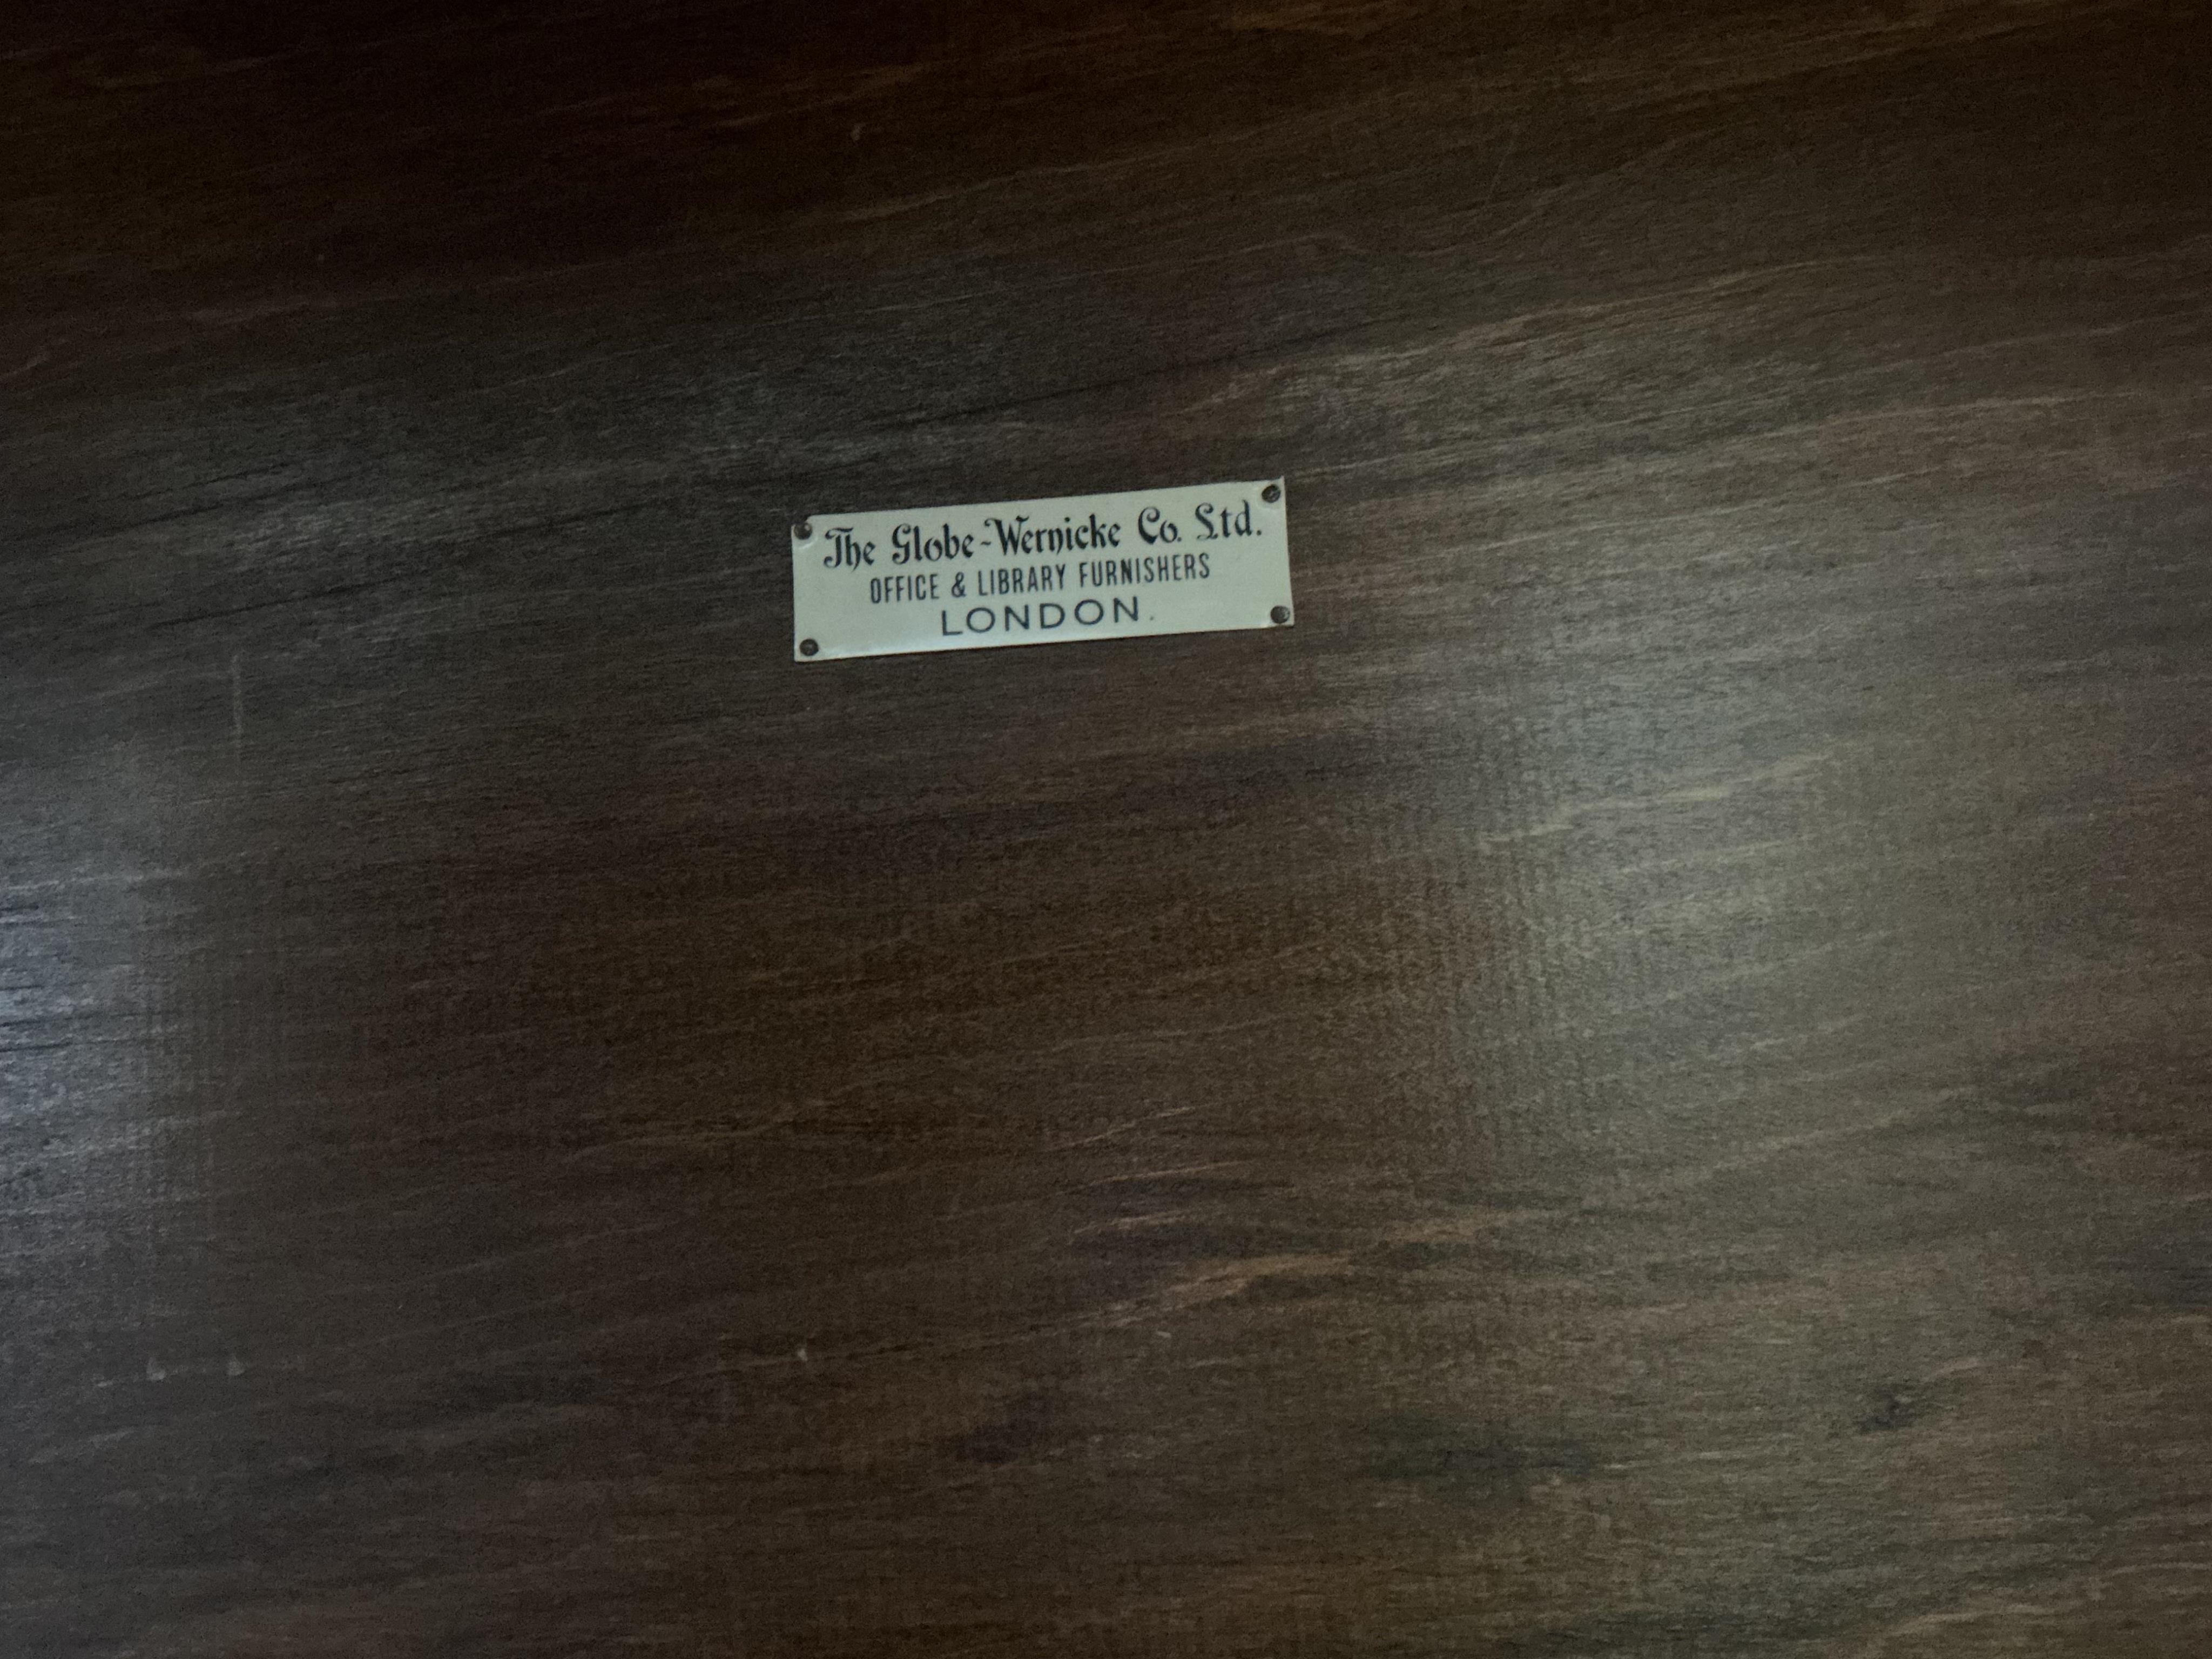 The Globe-Wernicke Co. Ltd.
OFFICE & LIBRARY FURNISHERS
LONDON.